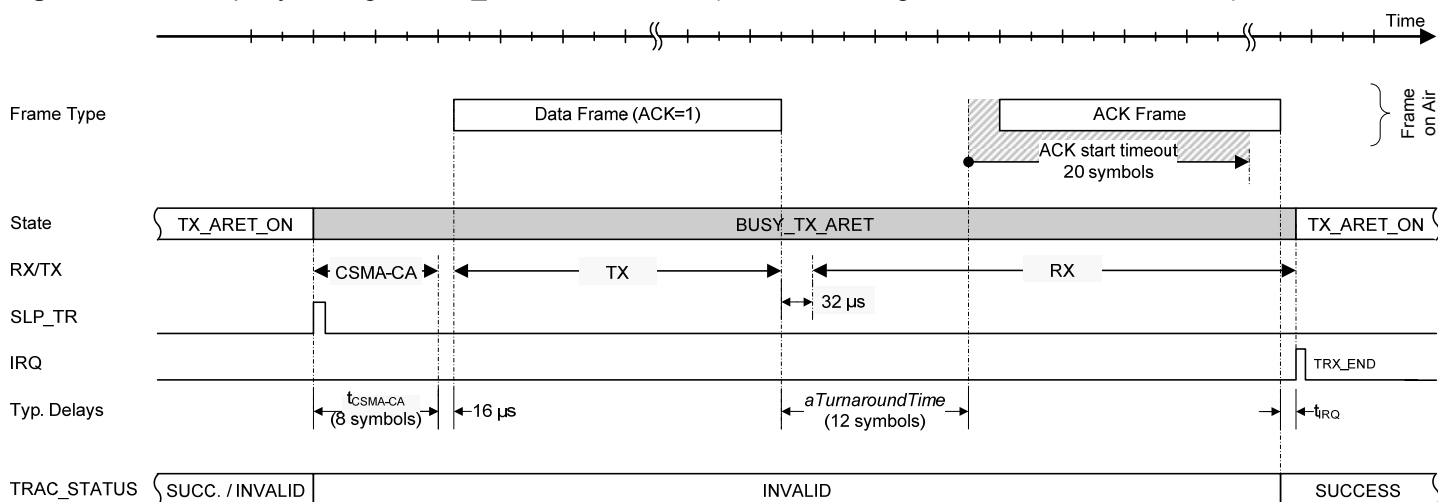 Time
Frame Type
Data Frame (ACK=1)
ACK Frame
Frame
on Air
ACK start timeout
20 symbols
State
TX_ARET_ON
BUSY_TX_ARET
TX_ARET_ON
RX/TX
CSMA-CA
TX
RX
32 µs
SLP_TR
IRQ
TRX_END
Typ. Delays
tCSMA-CA
(8 symbols)
16 µs
aTurnaroundTime
(12 symbols)
tIRQ
TRAC_STATUS
SUCC. / INVALID
INVALID
SUCCESS